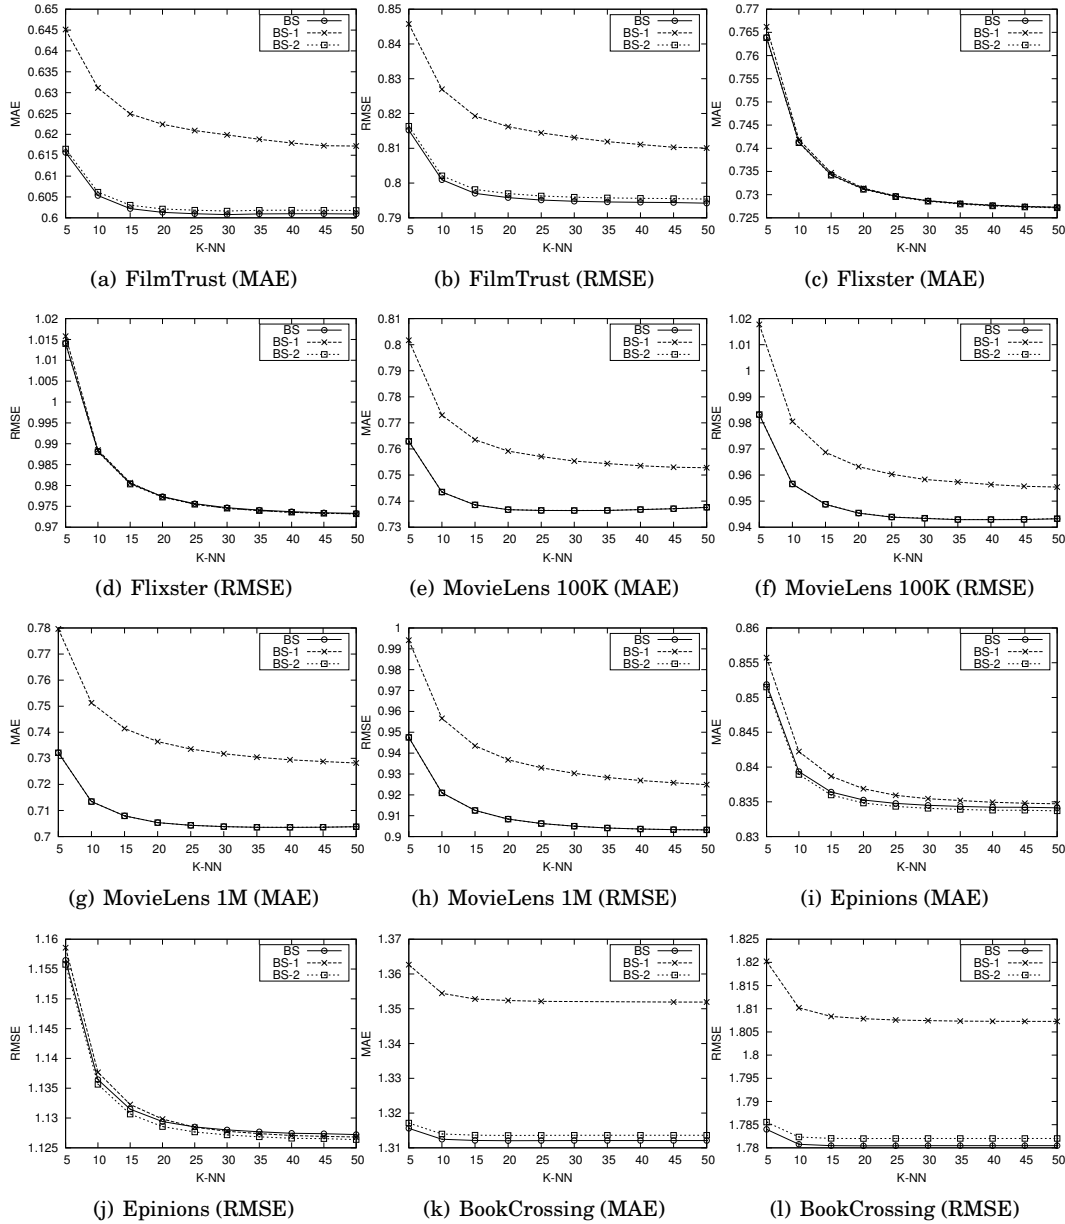 0.65
0.645
0.64
0.635
0.63
0.625
0.62
0.615
0.61
0.605
0.6
MAE
BS
BS-1
BS-2
5 10 15 20 25 30 35 40 45 50
K-NN
(a) FilmTrust (MAE)
0.85
0.84
0.83
0.82
0.81
0.8
0.79
RMSE
BS
BS-1
BS-2
5 10 15 20 25 30 35 40 45 50
K-NN
(b) FilmTrust (RMSE)
0.77
0.765
0.76
0.755
0.75
0.745
0.74
0.735
0.73
0.725
MAE
BS
BS-1
BS-2
5 10 15 20 25 30 35 40 45 50
K-NN
(c) Flixster (MAE)
1.02
1.015
1.01
1.005
1
0.995
0.99
0.985
0.98
0.975
0.97
RMSE
BS
BS-1
BS-2
5 10 15 20 25 30 35 40 45 50
K-NN
(d) Flixster (RMSE)
0.81
0.8
0.79
0.78
0.77
0.76
0.75
0.74
0.73
MAE
BS
BS-1
BS-2
5 10 15 20 25 30 35 40 45 50
K-NN
(e) MovieLens 100K (MAE)
1.02
1.01
1
0.99
0.98
0.97
0.96
0.95
0.94
RMSE
BS
BS-1
BS-2
5 10 15 20 25 30 35 40 45 50
K-NN
(f) MovieLens 100K (RMSE)
0.78
0.77
0.76
0.75
0.74
0.73
0.72
0.71
0.7
MAE
BS
BS-1
BS-2
5 10 15 20 25 30 35 40 45 50
K-NN
(g) MovieLens 1M (MAE)
1
0.99
0.98
0.97
0.96
0.95
0.94
0.93
0.92
0.91
0.9
RMSE
BS
BS-1
BS-2
5 10 15 20 25 30 35 40 45 50
K-NN
(h) MovieLens 1M (RMSE)
0.86
0.855
0.85
0.845
0.84
0.835
0.83
MAE
BS
BS-1
BS-2
5 10 15 20 25 30 35 40 45 50
K-NN
(i) Epinions (MAE)
1.16
1.155
1.15
1.145
1.14
1.135
1.13
1.125
RMSE
BS
BS-1
BS-2
5 10 15 20 25 30 35 40 45 50
K-NN
(j) Epinions (RMSE)
1.37
1.36
1.35
1.34
1.33
1.32
1.31
MAE
BS
BS-1
BS-2
5 10 15 20 25 30 35 40 45 50
K-NN
(k) BookCrossing (MAE)
1.825
1.82
1.815
1.81
1.805
1.8
1.795
1.79
1.785
1.78
RMSE
BS
BS-1
BS-2
5 10 15 20 25 30 35 40 45 50
K-NN
(l) BookCrossing (RMSE)